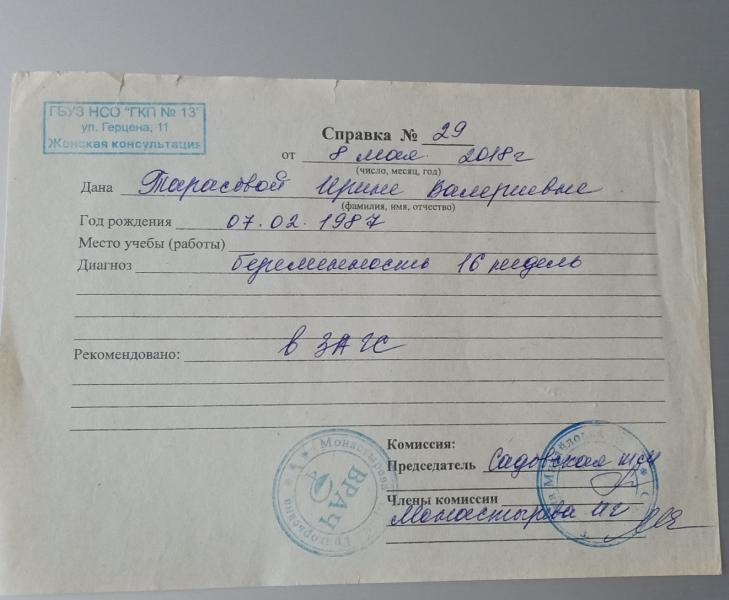 ГБУЗ НСО "ГКП № 13"
ул. Герцена, 11
Женская консультация
Справка № 29
от 8 мая 2018г
(число, месяц, год)
Дана Тарасовой Ирине Валериевне
(фамилия, имя, отчество)
Год рождения 07.02.1987
Место учебы (работы)
Диагноз беременность 16 недель
Рекомендовано: в ЗАГС
Комиссия:
Председатель Садовская
Члены комиссии
Монастырева
Монастырева
ВРАЧ
Григорьевна